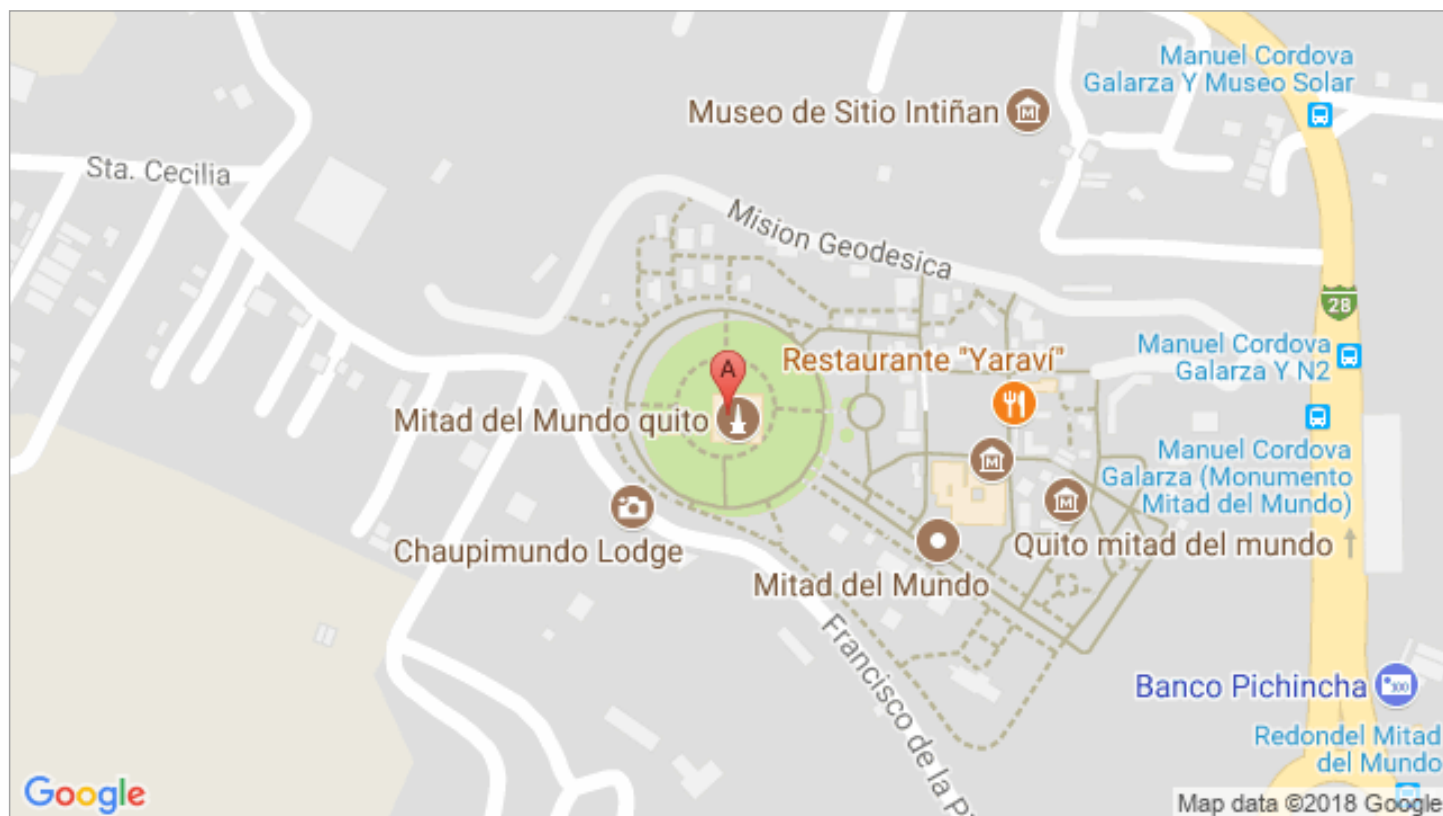 Manuel Cordova
Galarza Y Museo Solar
Museo de Sitio Intiñan
Sta. Cecilia
Mision Geodesica
28
Manuel Cordova
Galarza Y N2
Restaurante "Yaraví"
A
Mitad del Mundo quito
Manuel Cordova
Galarza (Monumento
Mitad del Mundo)
Chaupimundo Lodge
Quito mitad del mundo
Mitad del Mundo
Francisco de la
Banco Pichincha
Redondel Mitad
del Mundo
Google
Map data ©2018 Google